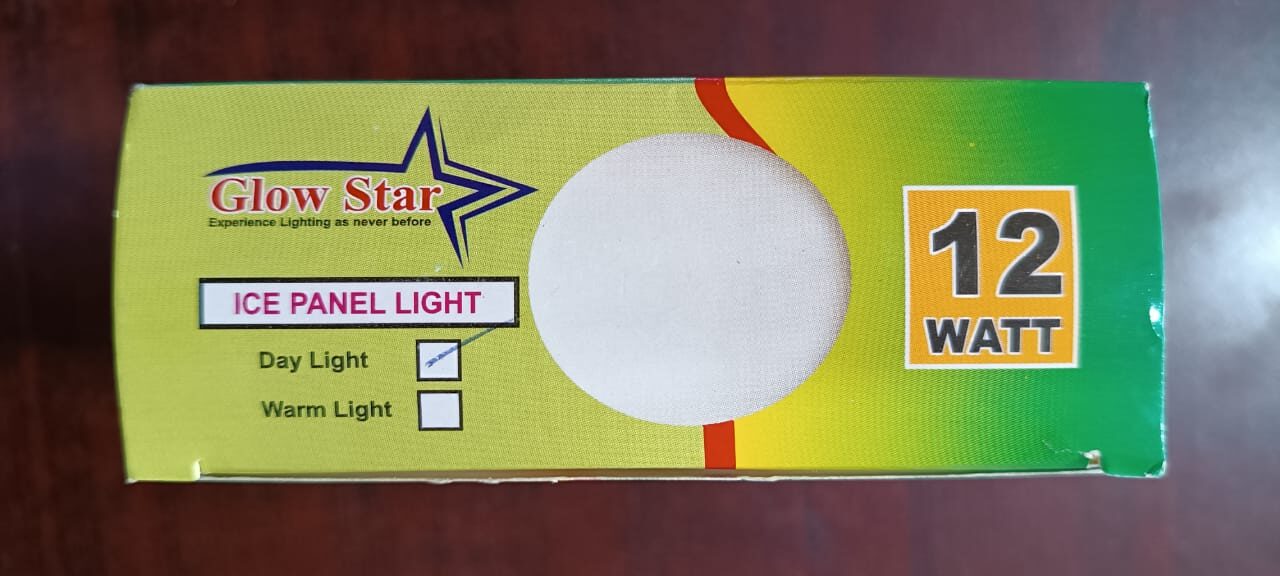 Glow Star
Experience Lighting as never before
ICE PANEL LIGHT
Day Light
Warm Light
12
WATT